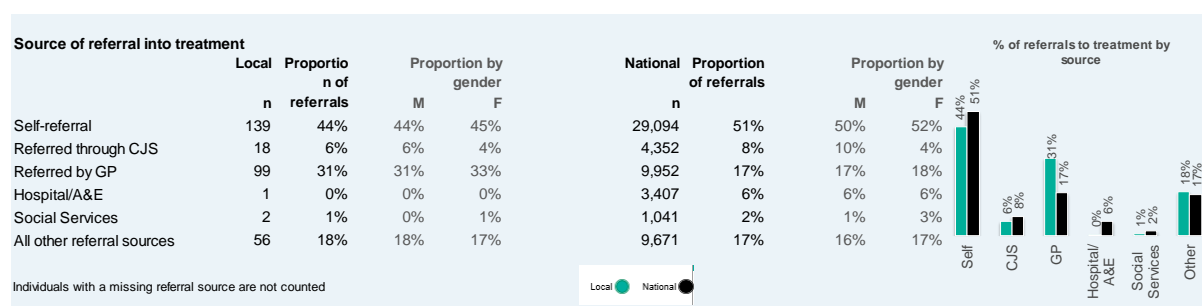 Source of referral into treatment
Local Proportio n of referrals Proportion by gender National Proportion of referrals Proportion by gender
n M F n M F
Self-referral 139 44% 44% 45% 29,094 51% 50% 52%
Referred through CJS 18 6% 6% 4% 4,352 8% 10% 4%
Referred by GP 99 31% 31% 33% 9,952 17% 17% 18%
Hospital/A&E 1 0% 0% 0% 3,407 6% 6% 6%
Social Services 2 1% 0% 1% 1,041 2% 1% 3%
All other referral sources 56 18% 18% 17% 9,671 17% 16% 17%
Individuals with a missing referral source are not counted
Local National
% of referrals to treatment by
source
44% 51% 6% 8% 31% 17% 0% 6% 1% 2% 18% 17%
Self CJS GP Hospital/ A&E Social Services Other